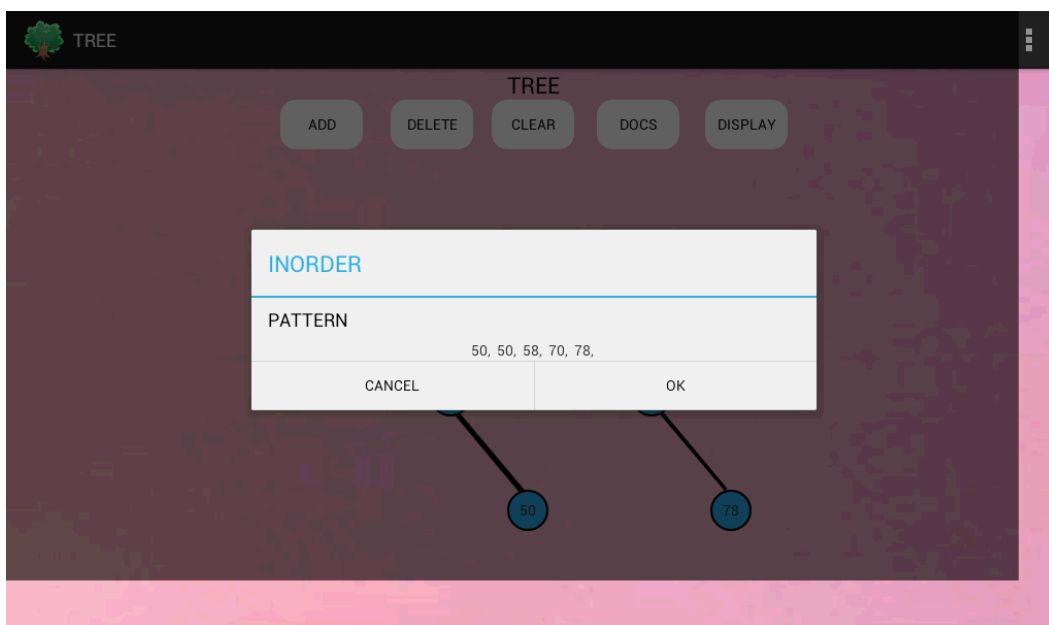 TREE
TREE
ADD DELETE CLEAR DOCS DISPLAY
INORDER
PATTERN
50, 50, 58, 70, 78,
CANCEL OK
50 78